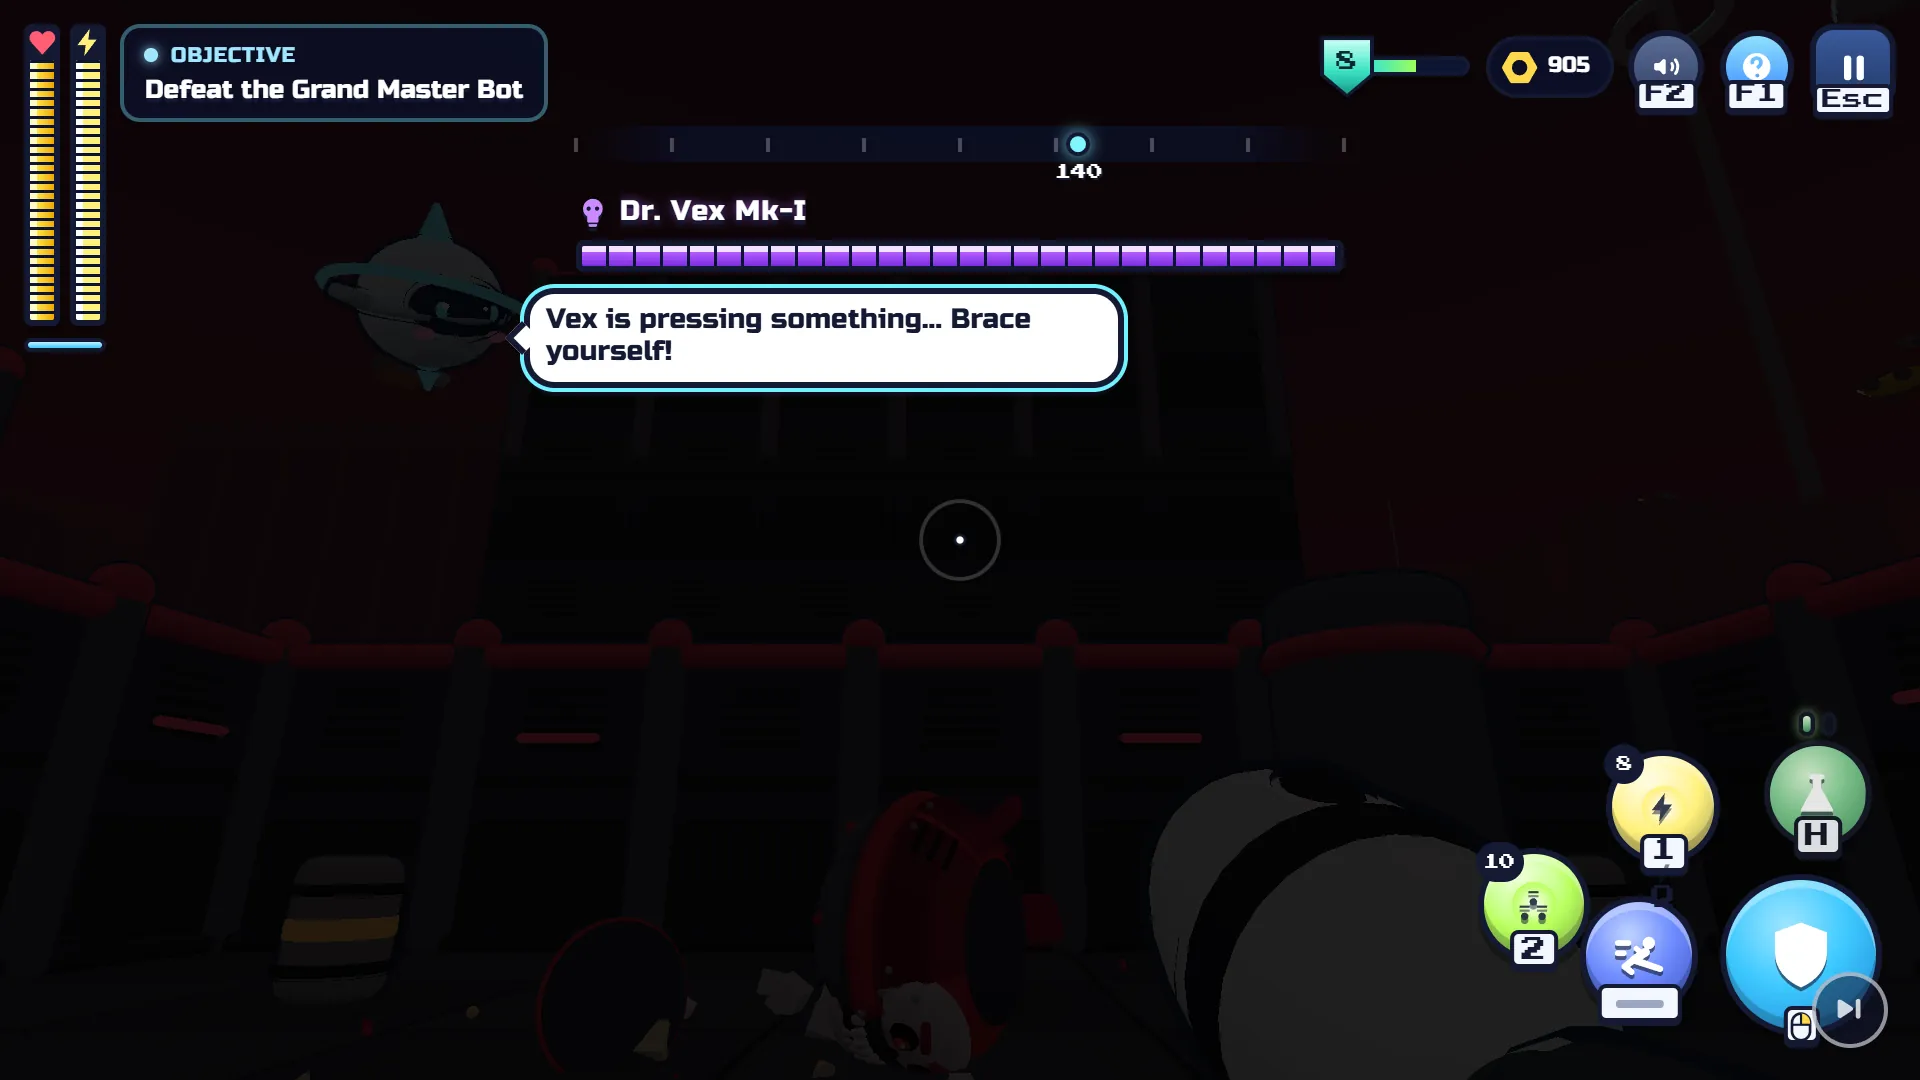 OBJECTIVE
Defeat the Grand Master Bot
8
905
F2
F1
Esc
140
Dr. Vex Mk-I
Vex is pressing something... Brace
yourself!
8
1
H
10
2